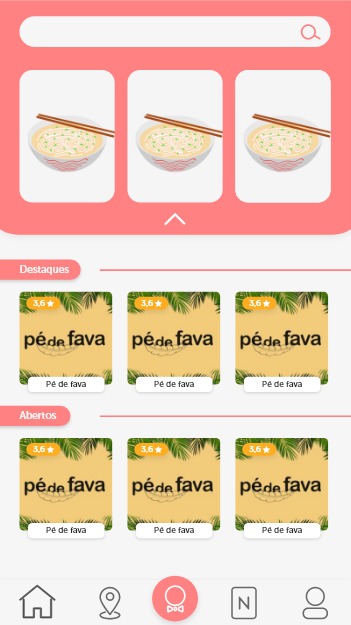 Destaques
3,6 3,6 3,6
pé de fava pé de fava pé de fava
Pé de fava Pé de fava Pé de fava
Abertos
3,6 3,6 3,6
pé de fava pé de fava pé de fava
Pé de fava Pé de fava Pé de fava
N